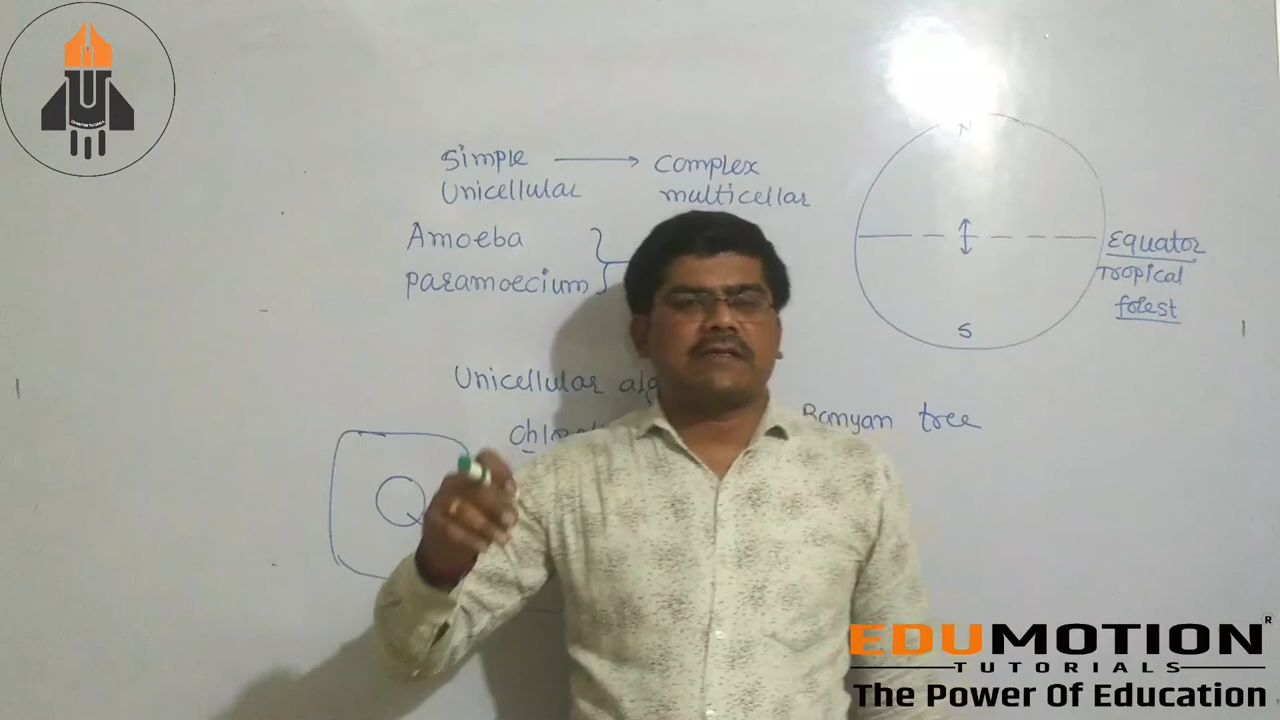 Simple → Complex
Unicellular multicellar
Amoeba
Paramoecium
N
S
Equator
Tropical
forest
Unicellular
Banyan tree
EDUMOTION®
TUTORIALS
The Power Of Education